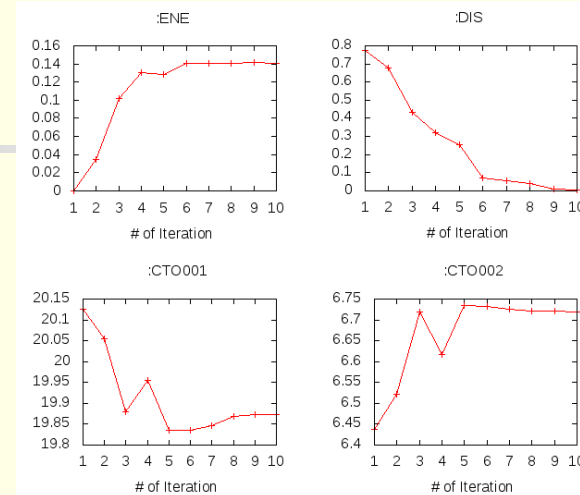 :ENE
0.16
0.14
0.12
0.1
0.08
0.06
0.04
0.02
0
1 2 3 4 5 6 7 8 9 10
# of Iteration
:DIS
0.8
0.7
0.6
0.5
0.4
0.3
0.2
0.1
0
1 2 3 4 5 6 7 8 9 10
# of Iteration
:CTO001
20.15
20.1
20.05
20
19.95
19.9
19.85
19.8
1 2 3 4 5 6 7 8 9 10
# of Iteration
:CTO002
6.75
6.7
6.65
6.6
6.55
6.5
6.45
6.4
1 2 3 4 5 6 7 8 9 10
# of Iteration